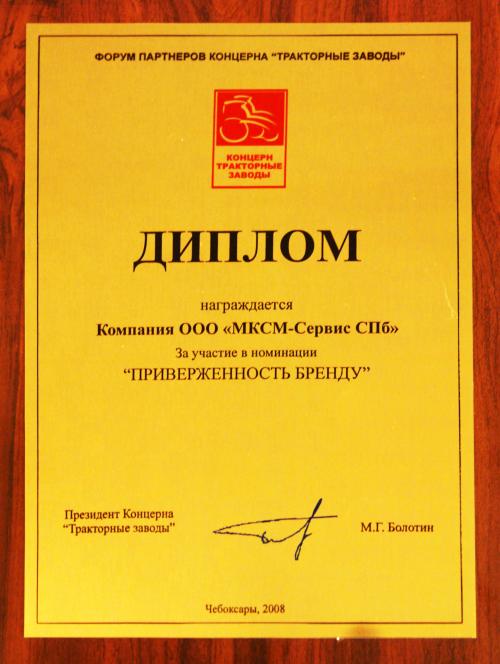 ФОРУМ ПАРТНЕРОВ КОНЦЕРНА “ТРАКТОРНЫЕ ЗАВОДЫ”
КОНЦЕРН
ТРАКТОРНЫЕ
ЗАВОДЫ
ДИПЛОМ
награждается
Компания ООО «МКСМ-Сервис СПб»
За участие в номинации
“ПРИВЕРЖЕННОСТЬ БРЕНДУ”
Президент Концерна
“Тракторные заводы”
М.Г. Болотин
Чебоксары, 2008